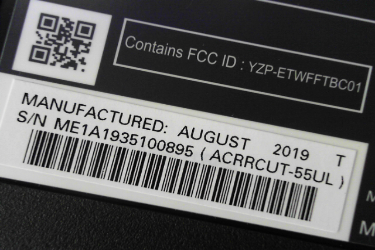 Contains FCC ID : YZP-ETWFFTBC01
MANUFACTURED: AUGUST 2019 T
S/N ME1A1935100895 ( ACRRCUT-55UL )